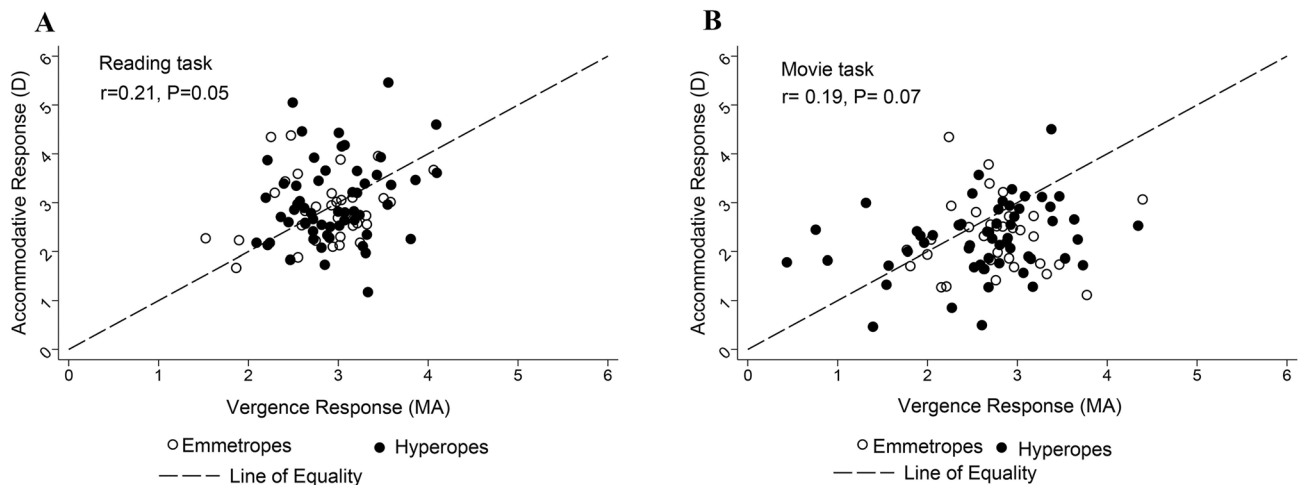 A
Reading task
r=0.21, P=0.05
Accommodative Response (D)
6
5
4
3
2
1
0
0 1 2 3 4 5 6
Vergence Response (MA)
Emmetropes Hyperopes
Line of Equality
B
Movie task
r= 0.19, P= 0.07
Accommodative Response (D)
6
5
4
3
2
1
0
0 1 2 3 4 5 6
Vergence Response (MA)
Emmetropes Hyperopes
Line of Equality